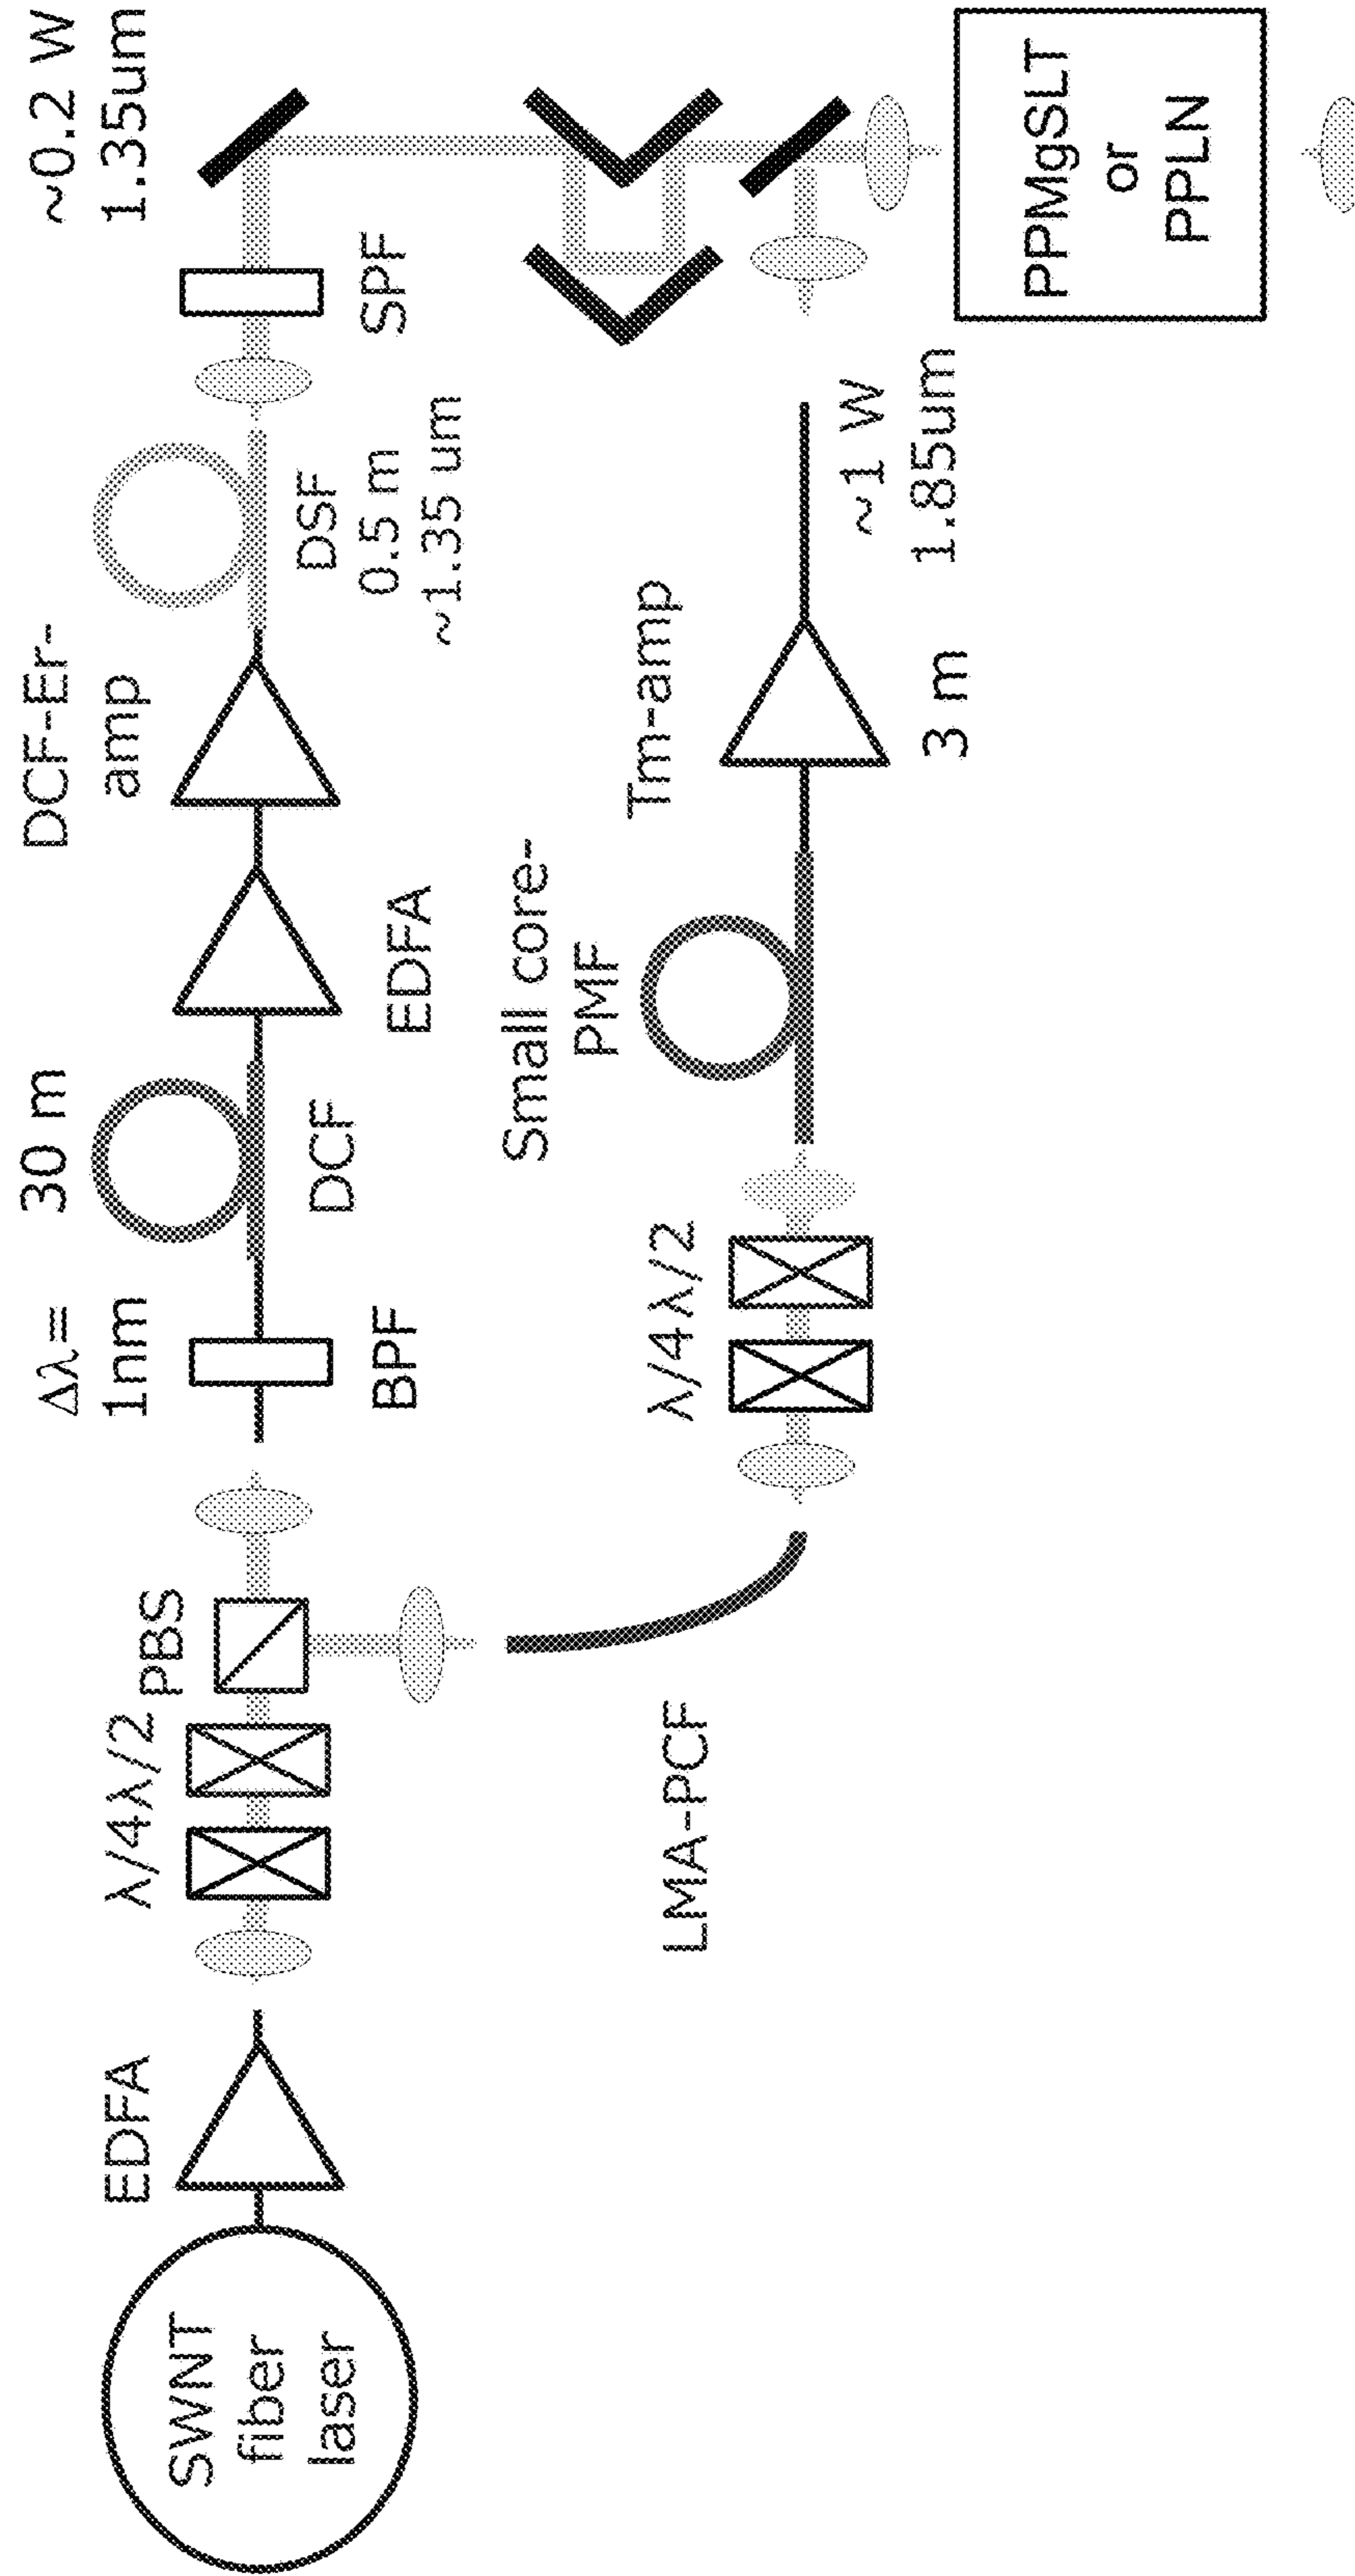 SWNT
fiber
laser
EDFA
λ/4λ/2
PBS
LMA-PCF
Δλ=
1nm
BPF
30 m
DCF
EDFA
DCF-Er-
amp
DSF
0.5 m
~1.35 um
SPF
~0.2 W
1.35um
λ/4λ/2
Small core-
PMF
Tm-amp
3 m
~1 W
1.85um
PPMgSLT
or
PPLN